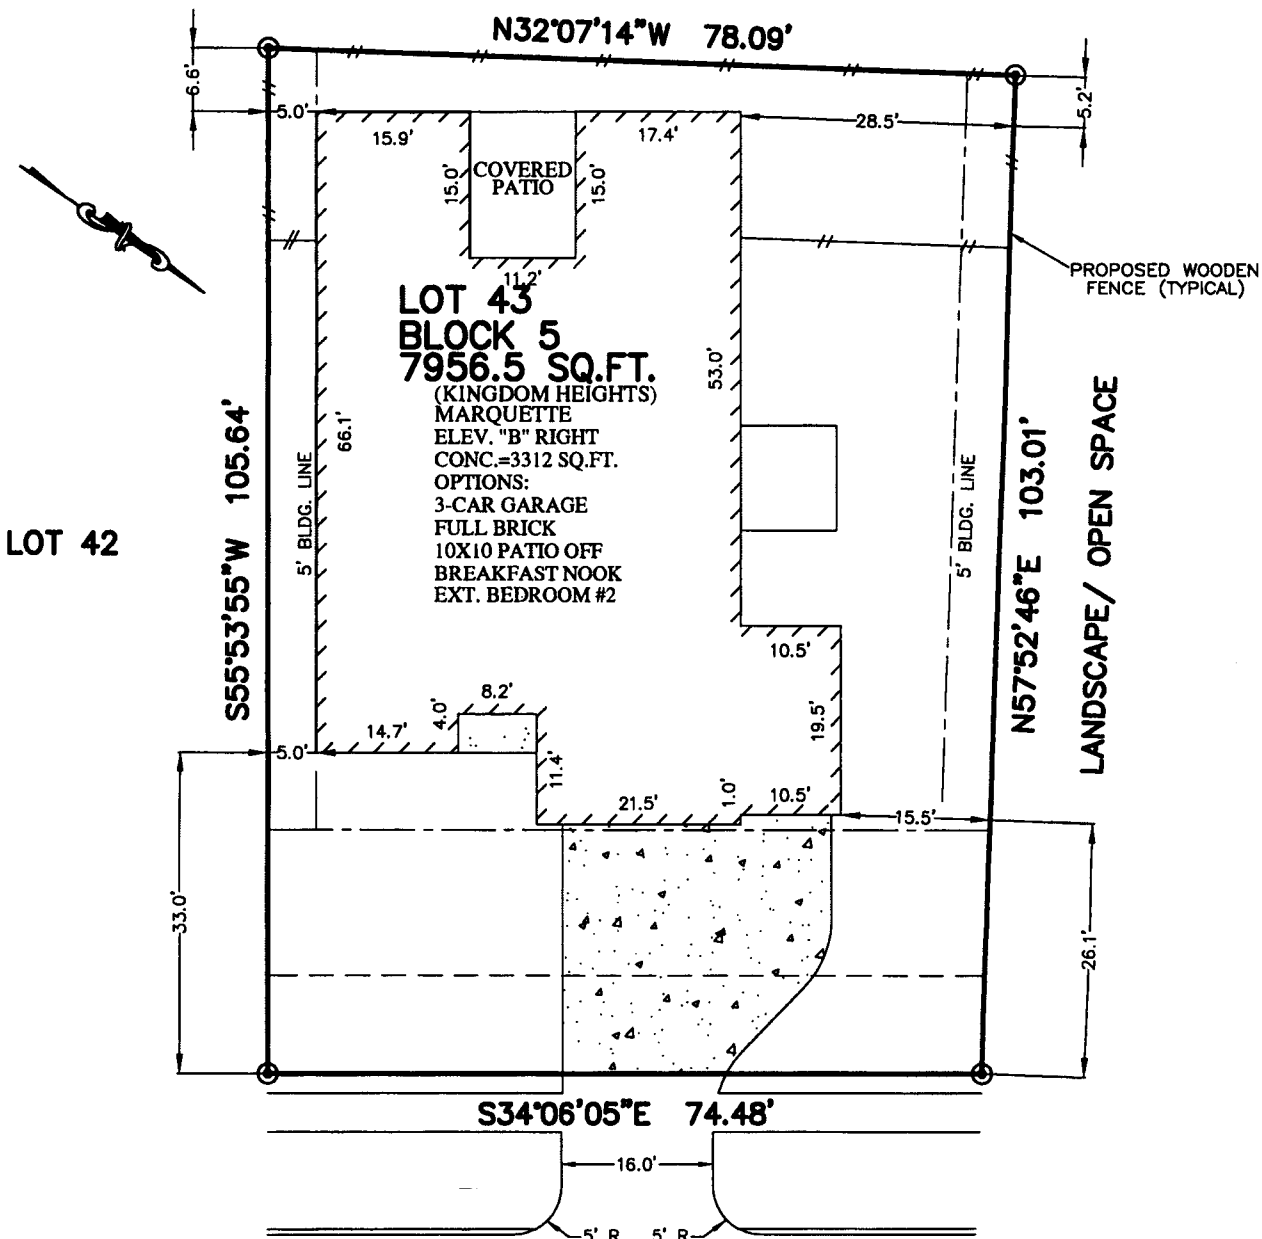 N32°07'14"W 78.09'
6.6'
5.0'
15.9'
17.4'
28.5'
5.2'
15.0'
COVERED
PATIO
15.0'
11.2'
PROPOSED WOODEN
FENCE (TYPICAL)
LOT 43
BLOCK 5
7956.5 SQ.FT.
(KINGDOM HEIGHTS)
MARQUETTE
ELEV. "B" RIGHT
CONC.=3312 SQ.FT.
OPTIONS:
3-CAR GARAGE
FULL BRICK
10X10 PATIO OFF
BREAKFAST NOOK
EXT. BEDROOM #2
53.0'
66.1'
S55°53'55"W 105.64'
5' BLDG. LINE
LOT 42
5' BLDG. LINE
N57°52'46"E 103.01'
LANDSCAPE/ OPEN SPACE
10.5'
19.5'
8.2'
4.0'
14.7'
5.0'
11.4'
21.5'
1.0'
10.5'
15.5'
33.0'
26.1'
S34°06'05"E 74.48'
16.0'
5' R
5' R